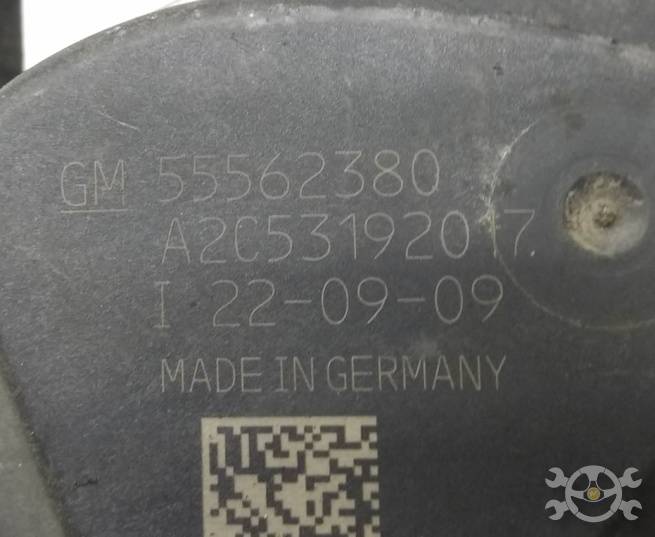 GM 55562380
A2C53192017
I 22-09-09
MADE IN GERMANY